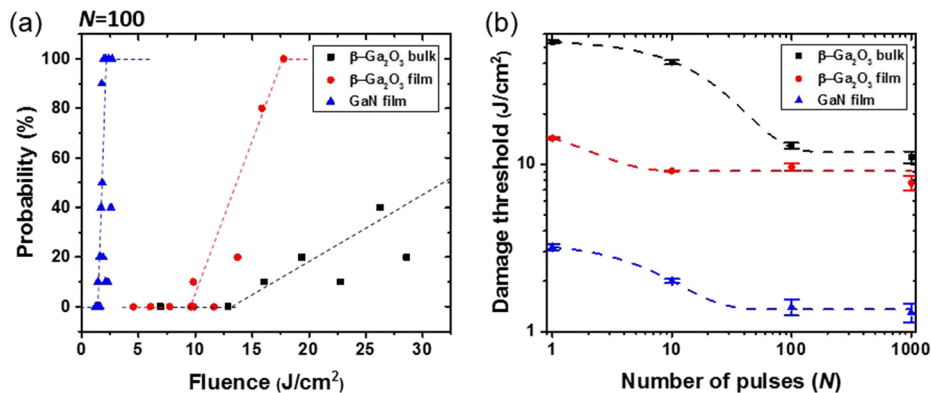 (a)
N=100
100
80
60
40
20
0
Probability (%)
β–Ga₂O₃ bulk
β–Ga₂O₃ film
GaN film
0 5 10 15 20 25 30
Fluence (J/cm²)
(b)
10
1
Damage threshold (J/cm²)
β–Ga₂O₃ bulk
β–Ga₂O₃ film
GaN film
1 10 100 1000
Number of pulses (N)